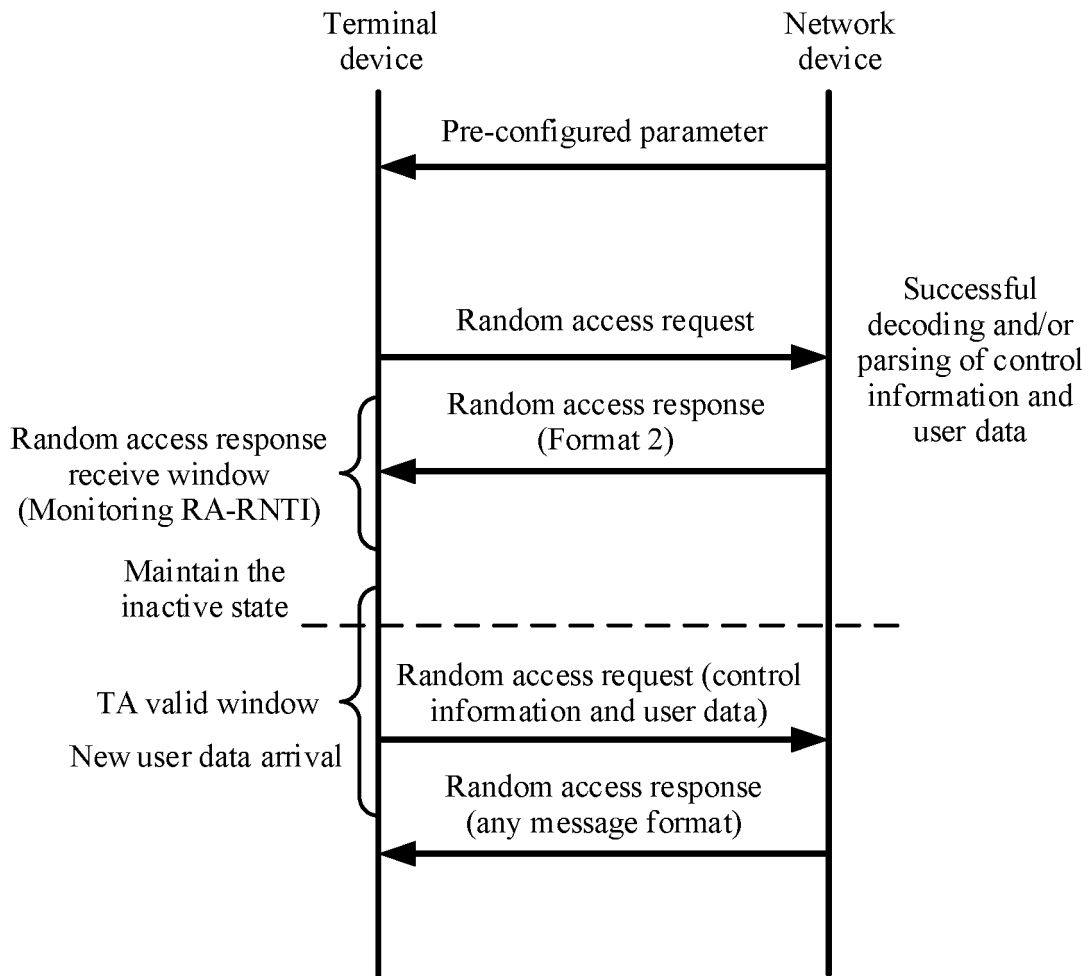 Terminal
device
Network
device
Pre-configured parameter
Random access request
Successful
decoding and/or
parsing of control
information and
user data
Random access response
(Format 2)
Random access response
receive window
(Monitoring RA-RNTI)
Maintain the
inactive state
Random access request (control
information and user data)
TA valid window
New user data arrival
Random access response
(any message format)